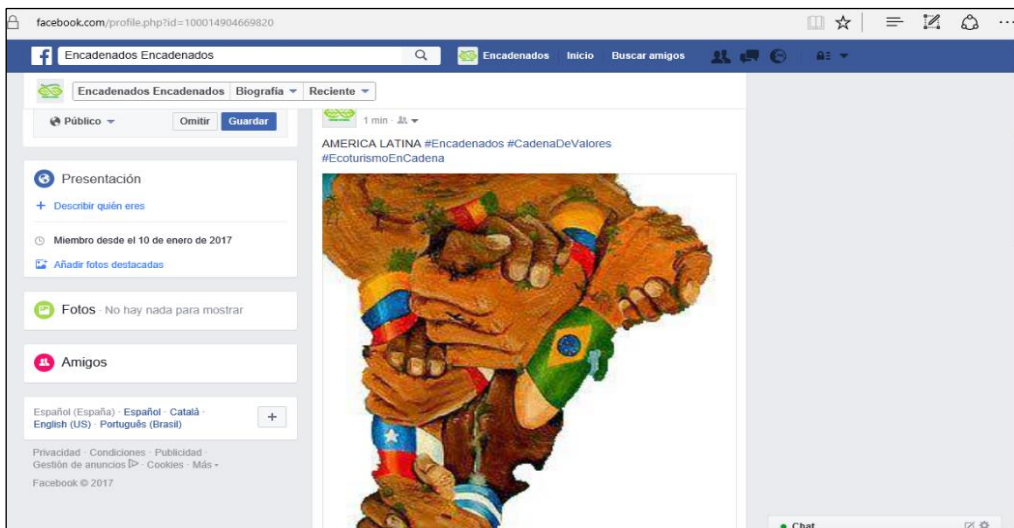 facebook.com/profile.php?id=100014904669820
Encadenados Encadenados
Encadenados Inicio Buscar amigos
Encadenados Encadenados Biografía Reciente
Público Omitir Guardar
1 min
AMERICA LATINA #Encadenados #CadenaDeValores
#EcoturismoEnCadena
Presentación
+ Describir quién eres
Miembro desde el 10 de enero de 2017
Añadir fotos destacadas
Fotos · No hay nada para mostrar
Amigos
Español (España) · Español · Català ·
English (US) · Português (Brasil)
+
Privacidad · Condiciones · Publicidad ·
Gestión de anuncios · Cookies · Más
Facebook © 2017
Chat